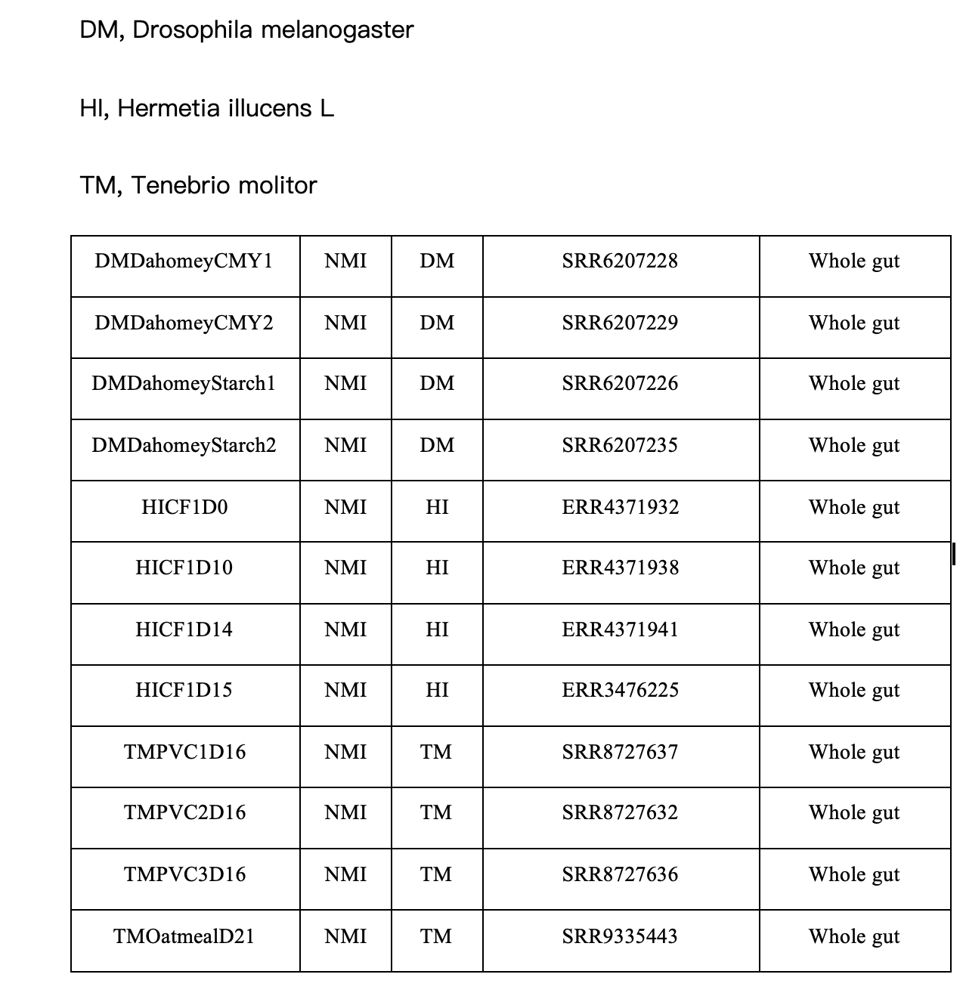 DM, Drosophila melanogaster
HI, Hermetia illucens L
TM, Tenebrio molitor
DMDahomeyCMY1 NMI DM SRR6207228 Whole gut
DMDahomeyCMY2 NMI DM SRR6207229 Whole gut
DMDahomeyStarch1 NMI DM SRR6207226 Whole gut
DMDahomeyStarch2 NMI DM SRR6207235 Whole gut
HICF1D0 NMI HI ERR4371932 Whole gut
HICF1D10 NMI HI ERR4371938 Whole gut
HICF1D14 NMI HI ERR4371941 Whole gut
HICF1D15 NMI HI ERR3476225 Whole gut
TMPVC1D16 NMI TM SRR8727637 Whole gut
TMPVC2D16 NMI TM SRR8727632 Whole gut
TMPVC3D16 NMI TM SRR8727636 Whole gut
TMOatmealD21 NMI TM SRR9335443 Whole gut